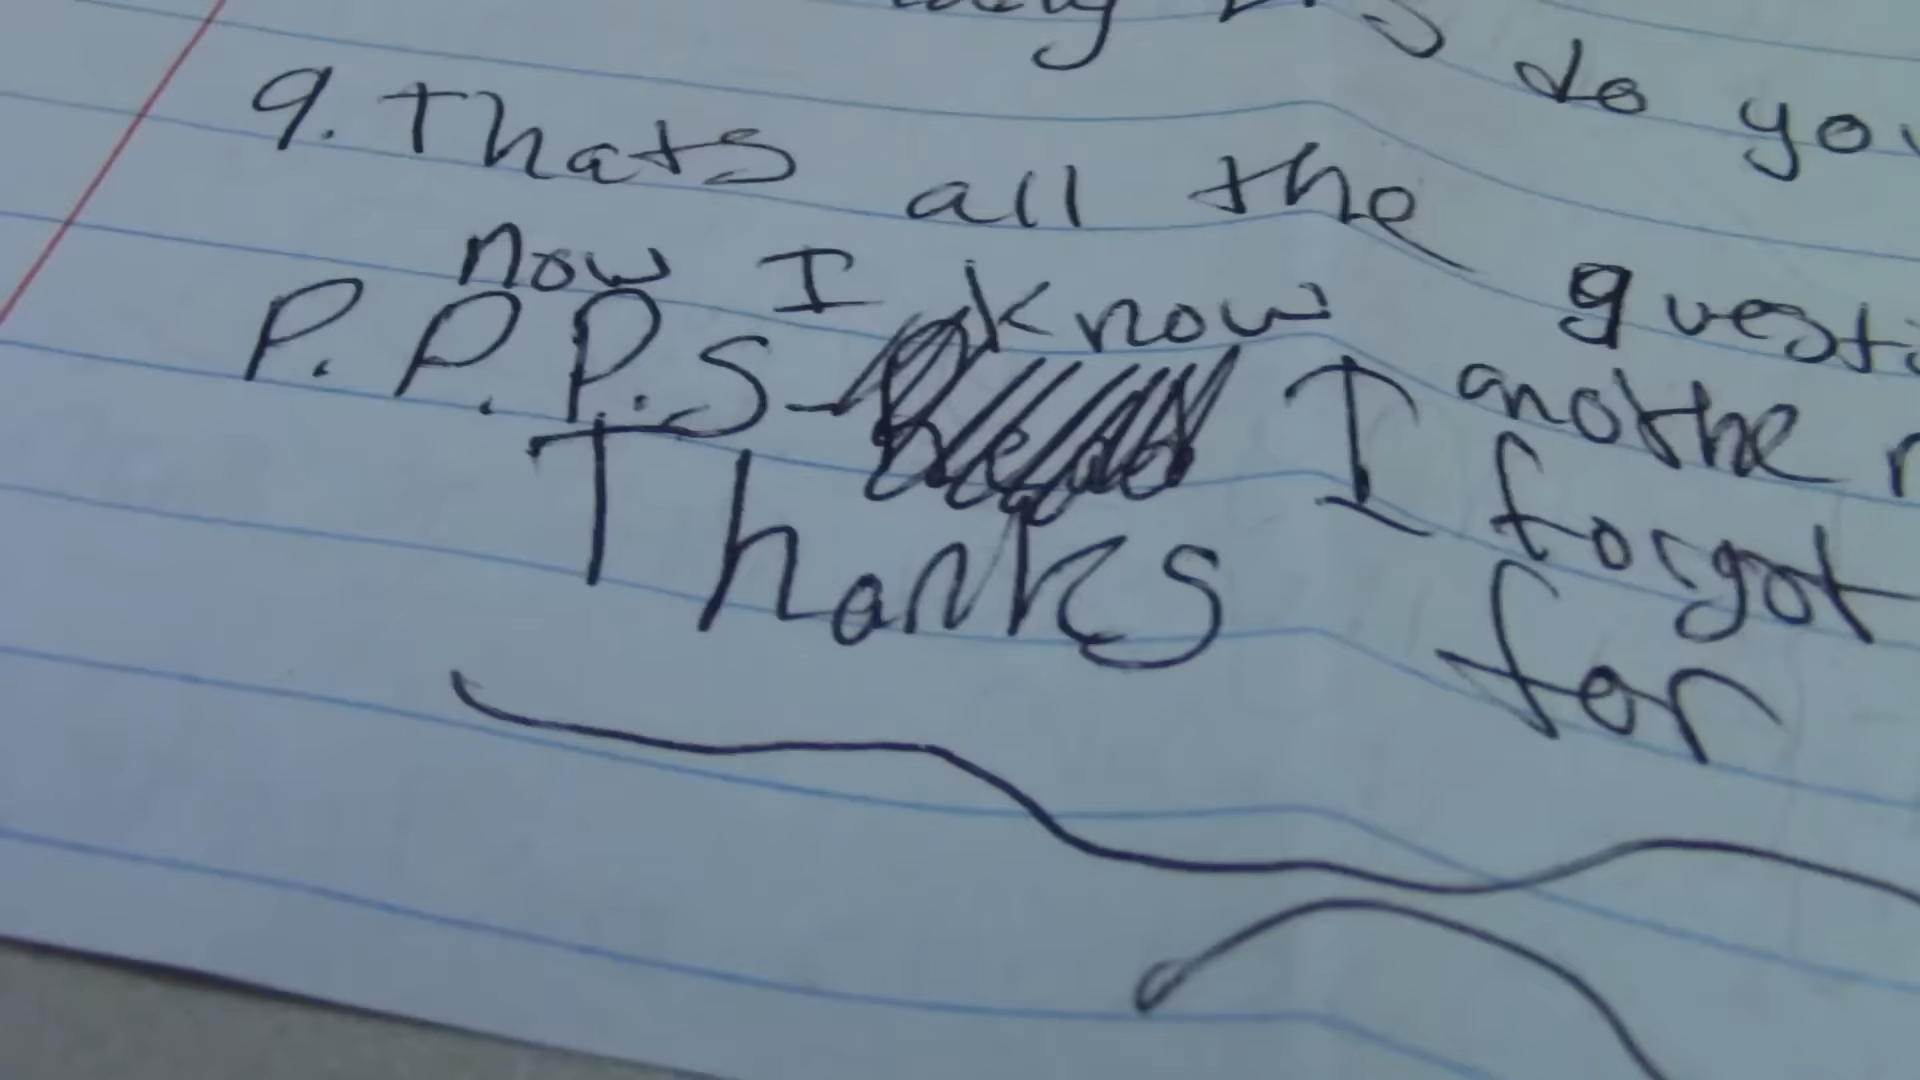 do you
9. Thats all the questi
now I know another
P.P.P.S - I forgot
Thanks for